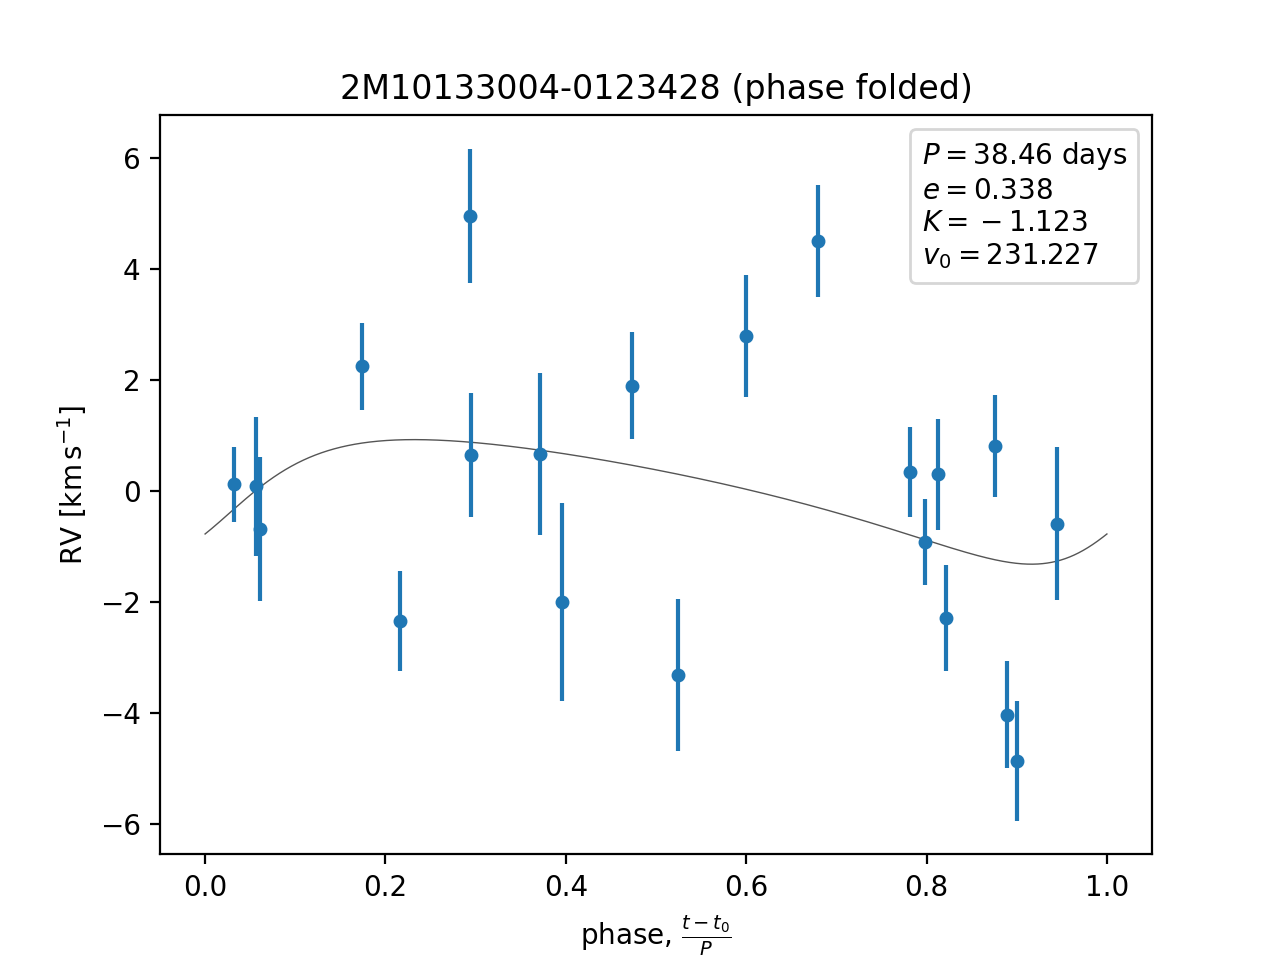 2M10133004-0123428 (phase folded)
P = 38.46 days
e = 0.338
K = −1.123
v₀ = 231.227
6
4
2
0
−2
−4
−6
RV [km s⁻¹]
0.0 0.2 0.4 0.6 0.8 1.0
phase, (t − t₀)/P